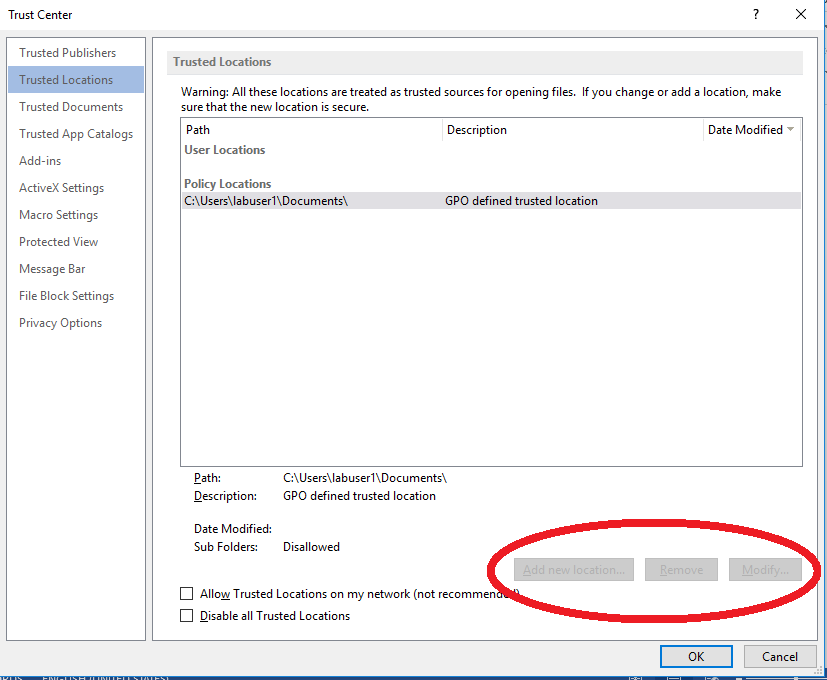 Trust Center
?
Trusted Publishers
Trusted Locations
Trusted Documents
Trusted App Catalogs
Add-ins
ActiveX Settings
Macro Settings
Protected View
Message Bar
File Block Settings
Privacy Options
Trusted Locations
Warning: All these locations are treated as trusted sources for opening files. If you change or add a location, make
sure that the new location is secure.
Path Description Date Modified
User Locations
Policy Locations
C:\Users\labuser1\Documents\ GPO defined trusted location
Path: C:\Users\labuser1\Documents\
Description: GPO defined trusted location
Date Modified:
Sub Folders: Disallowed
Add new location... Remove Modify...
Allow Trusted Locations on my network (not recommended)
Disable all Trusted Locations
OK Cancel
ENGLISH (UNITED STATES)